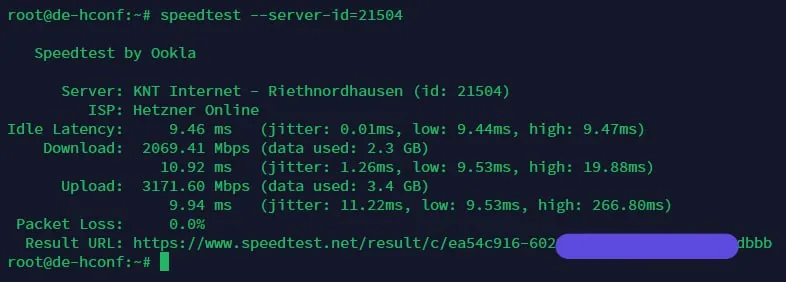 root@de-hconf:~# speedtest --server-id=21504
Speedtest by Ookla
Server: KNT Internet – Riethnordhausen (id: 21504)
ISP: Hetzner Online
Idle Latency: 9.46 ms (jitter: 0.01ms, low: 9.44ms, high: 9.47ms)
Download: 2069.41 Mbps (data used: 2.3 GB)
10.92 ms (jitter: 1.26ms, low: 9.53ms, high: 19.88ms)
Upload: 3171.60 Mbps (data used: 3.4 GB)
9.94 ms (jitter: 11.22ms, low: 9.53ms, high: 266.80ms)
Packet Loss: 0.0%
Result URL: https://www.speedtest.net/result/c/ea54c916-602 dbbb
root@de-hconf:~#